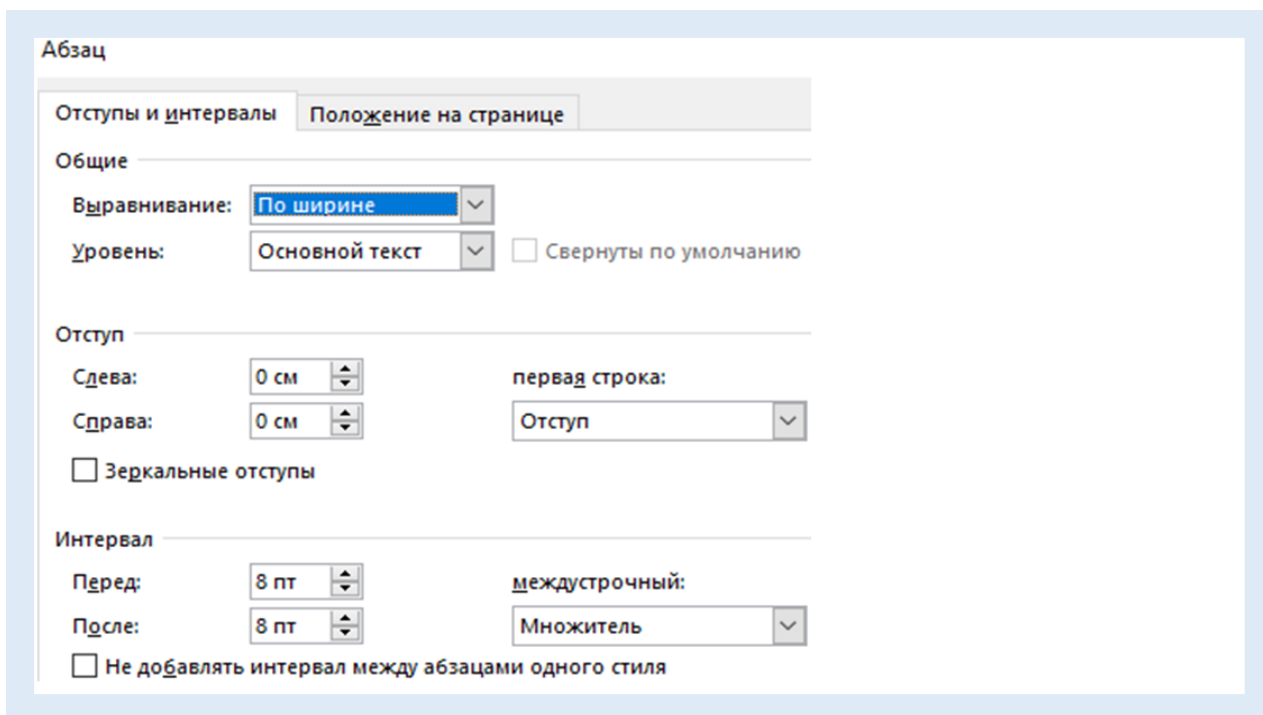 Абзац
Отступы и интервалы Положение на странице
Общие
Выравнивание: По ширине
Уровень: Основной текст Свернуты по умолчанию
Отступ
Слева: 0 см первая строка:
Справа: 0 см Отступ
Зеркальные отступы
Интервал
Перед: 8 пт междустрочный:
После: 8 пт Множитель
Не добавлять интервал между абзацами одного стиля